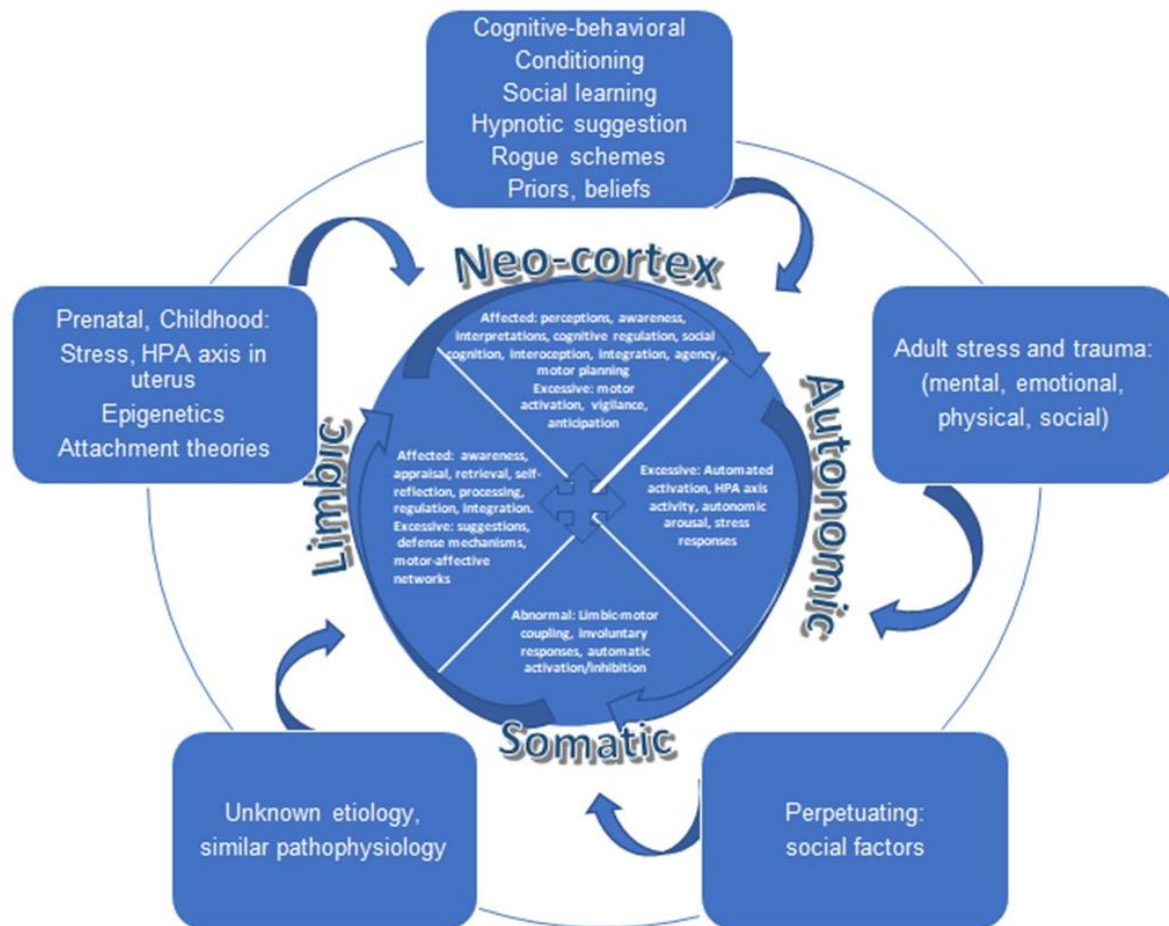 Cognitive-behavioral
Conditioning
Social learning
Hypnotic suggestion
Rogue schemes
Priors, beliefs
Prenatal, Childhood:
Stress, HPA axis in
uterus
Epigenetics
Attachment theories
Adult stress and trauma:
(mental, emotional,
physical, social)
Neo-cortex
Limbic
Autonomic
Somatic
Affected: perceptions, awareness,
interpretations, cognitive regulation, social
cognition, interoception, integration, agency,
motor planning
Excessive: motor
activation, vigilance,
anticipation
Affected: awareness,
appraisal, retrieval, self-
reflection, processing,
regulation, integration.
Excessive: suggestions,
defense mechanisms,
motor-affective
networks
Excessive: Automated
activation, HPA axis
activity, autonomic
arousal, stress
responses
Abnormal: Limbic-motor
coupling, involuntary
responses, automatic
activation/inhibition
Unknown etiology,
similar pathophysiology
Perpetuating:
social factors